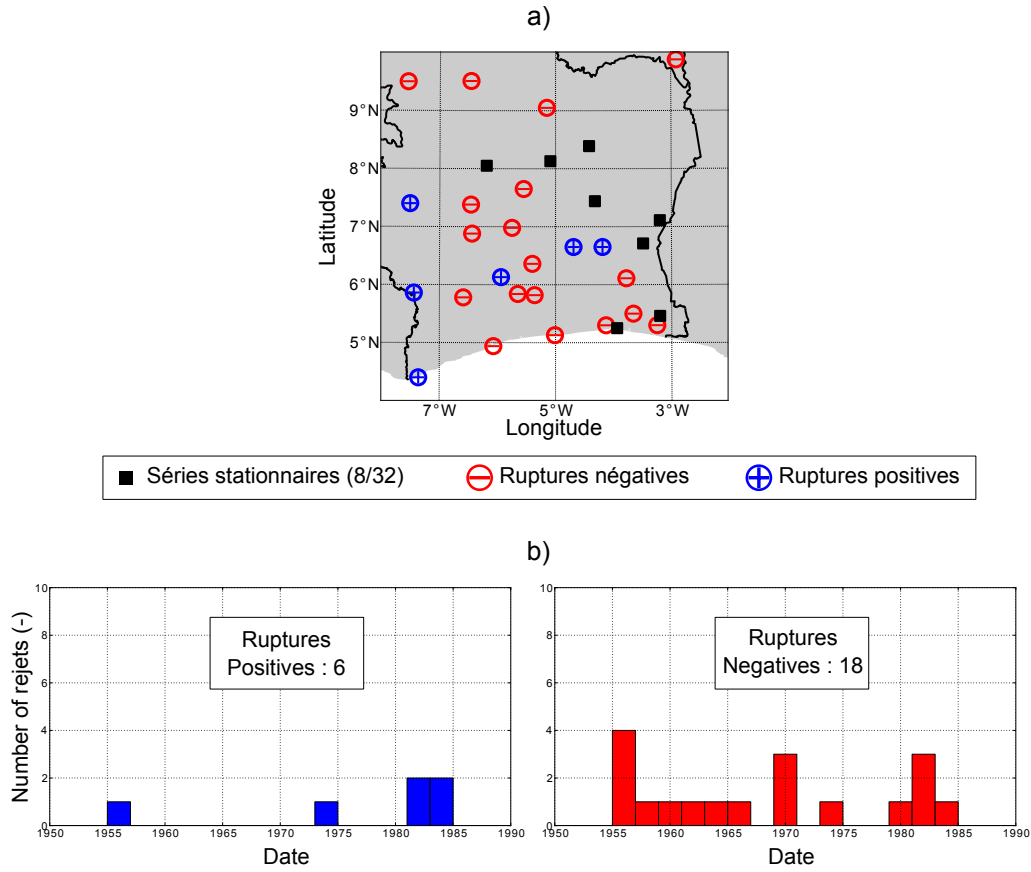 a)
9°N
8°N
7°N
6°N
5°N
Latitude
7°W 5°W 3°W
Longitude
Séries stationnaires (8/32) Ruptures négatives Ruptures positives
b)
Number of rejets (-)
10
8
6
4
2
0
Ruptures
Positives : 6
1950 1955 1960 1965 1970 1975 1980 1985 1990
Date
10
8
6
4
2
0
Ruptures
Negatives : 18
1950 1955 1960 1965 1970 1975 1980 1985 1990
Date